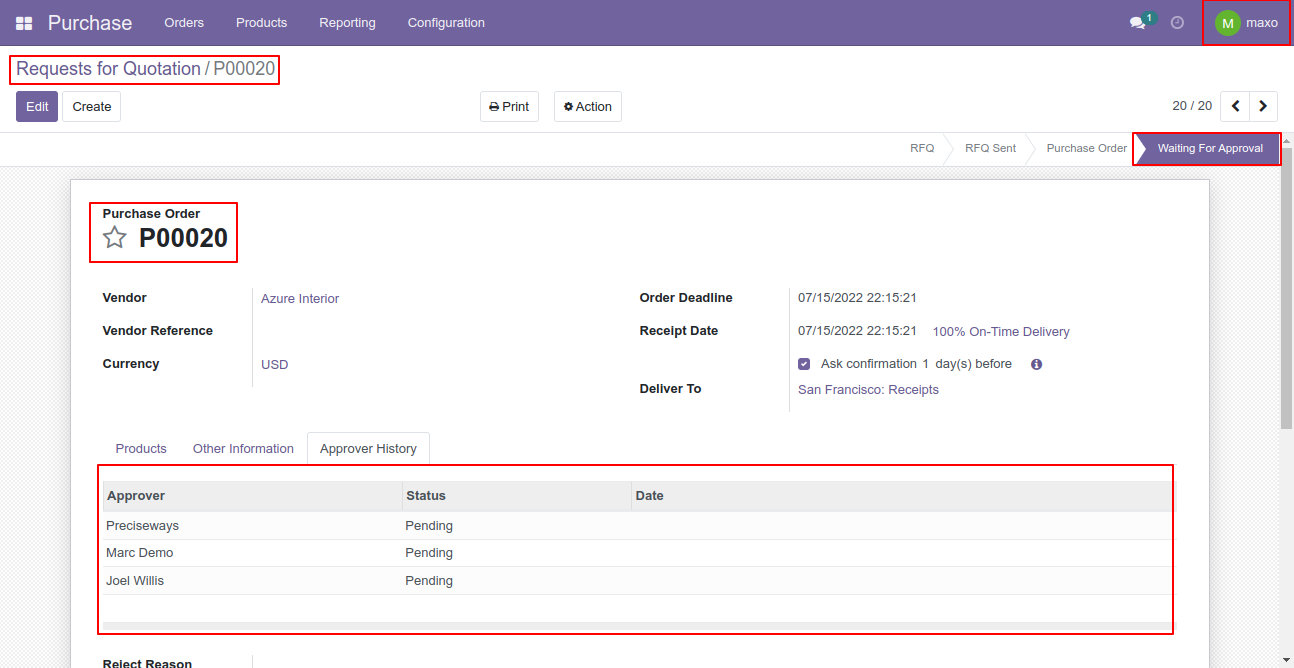 Purchase Orders Products Reporting Configuration 1 M maxo
Requests for Quotation / P00020
Edit Create Print Action 20 / 20
RFQ RFQ Sent Purchase Order Waiting For Approval
Purchase Order
P00020
Vendor Azure Interior Order Deadline 07/15/2022 22:15:21
Vendor Reference Receipt Date 07/15/2022 22:15:21 100% On-Time Delivery
Currency USD Ask confirmation 1 day(s) before
Deliver To San Francisco: Receipts
Products Other Information Approver History
Approver Status Date
Preciseways Pending
Marc Demo Pending
Joel Willis Pending
Reject Reason